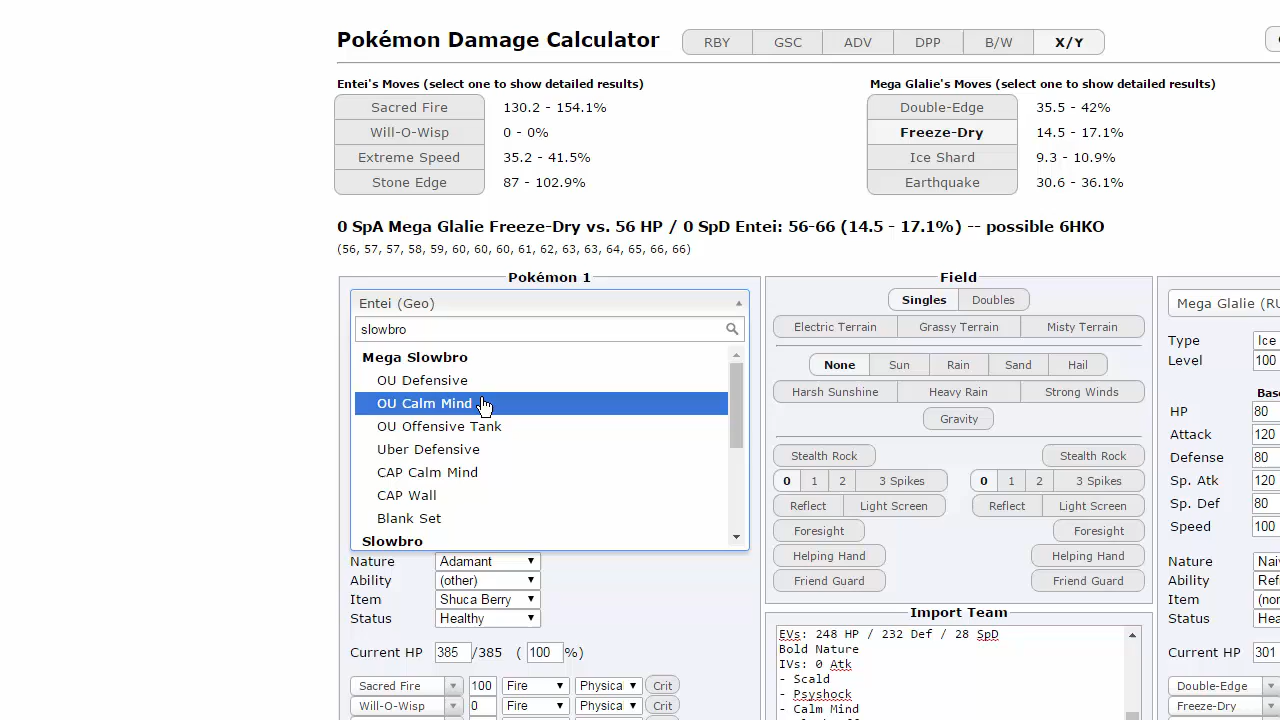 Pokémon Damage Calculator
RBY GSC ADV DPP B/W X/Y
Entei's Moves (select one to show detailed results)
Sacred Fire 130.2 - 154.1%
Will-O-Wisp 0 - 0%
Extreme Speed 35.2 - 41.5%
Stone Edge 87 - 102.9%
Mega Glalie's Moves (select one to show detailed results)
Double-Edge 35.5 - 42%
Freeze-Dry 14.5 - 17.1%
Ice Shard 9.3 - 10.9%
Earthquake 30.6 - 36.1%
0 SpA Mega Glalie Freeze-Dry vs. 56 HP / 0 SpD Entei: 56-66 (14.5 - 17.1%) -- possible 6HKO
(56, 57, 57, 58, 59, 60, 60, 60, 61, 62, 63, 63, 64, 65, 66, 66)
Pokémon 1
Entei (Geo)
slowbro
Mega Slowbro
OU Defensive
OU Calm Mind
OU Offensive Tank
Uber Defensive
CAP Calm Mind
CAP Wall
Blank Set
Slowbro
Nature Adamant
Ability (other)
Item Shuca Berry
Status Healthy
Current HP 385 /385 ( 100 %)
Sacred Fire 100 Fire Physica Crit
Will-O-Wisp 0 Fire Physica Crit
Field
Singles Doubles
Electric Terrain Grassy Terrain Misty Terrain
None Sun Rain Sand Hail
Harsh Sunshine Heavy Rain Strong Winds
Gravity
Stealth Rock Stealth Rock
0 1 2 3 Spikes 0 1 2 3 Spikes
Reflect Light Screen Reflect Light Screen
Foresight Foresight
Helping Hand Helping Hand
Friend Guard Friend Guard
Import Team
EVs: 248 HP / 232 Def / 28 SpD
Bold Nature
IVs: 0 Atk
- Scald
- Psyshock
- Calm Mind
Mega Glalie (RU
Type Ice
Level 100
Base
HP 80
Attack 120
Defense 80
Sp. Atk 120
Sp. Def 80
Speed 100
Nature Nai
Ability Ref
Item (non
Status Hea
Current HP 301
Double-Edge
Freeze-Dry